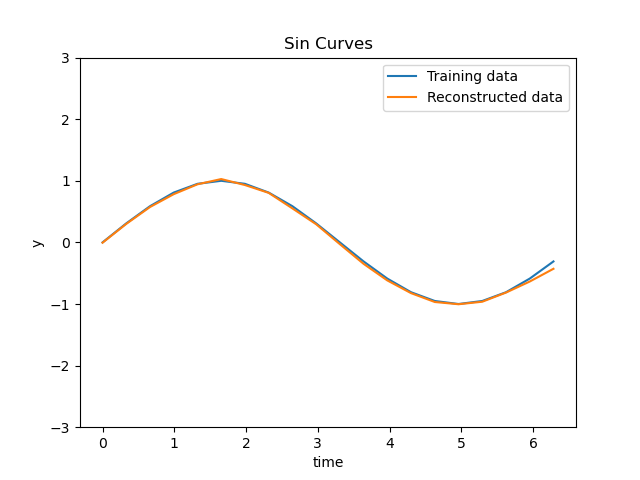 Sin Curves
Training data
Reconstructed data
3
2
1
0
−1
−2
−3
y
0 1 2 3 4 5 6
time